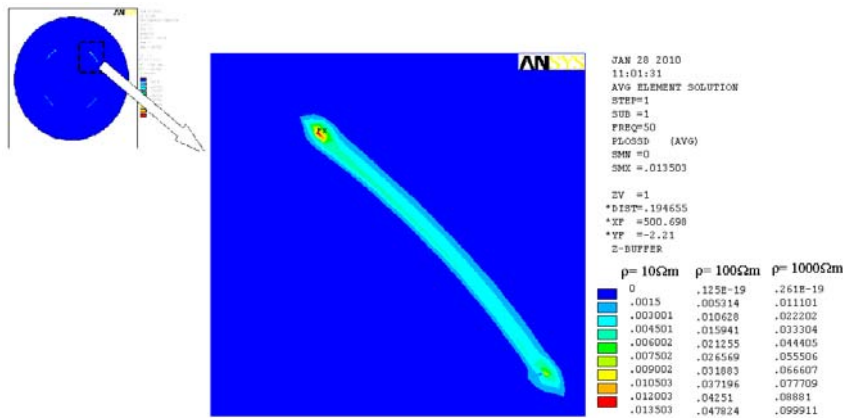 ANSYS
JAN 28 2010
11:01:31
AVG ELEMENT SOLUTION
STEP=1
SUB =1
FREQ=50
PLOSSD (AVG)
SMN =0
SMX =.013503
ZV =1
*DIST=.194655
*XF =500.698
*YF =-2.21
Z-BUFFER
ρ= 10Ωm ρ= 100Ωm ρ= 1000Ωm
0 .125E-19 .261E-19
.0015 .005314 .011101
.003001 .010628 .022202
.004501 .015941 .033304
.006002 .021255 .044405
.007502 .026569 .055506
.009002 .031883 .066607
.010503 .037196 .077709
.012003 .04251 .08881
.013503 .047824 .099911